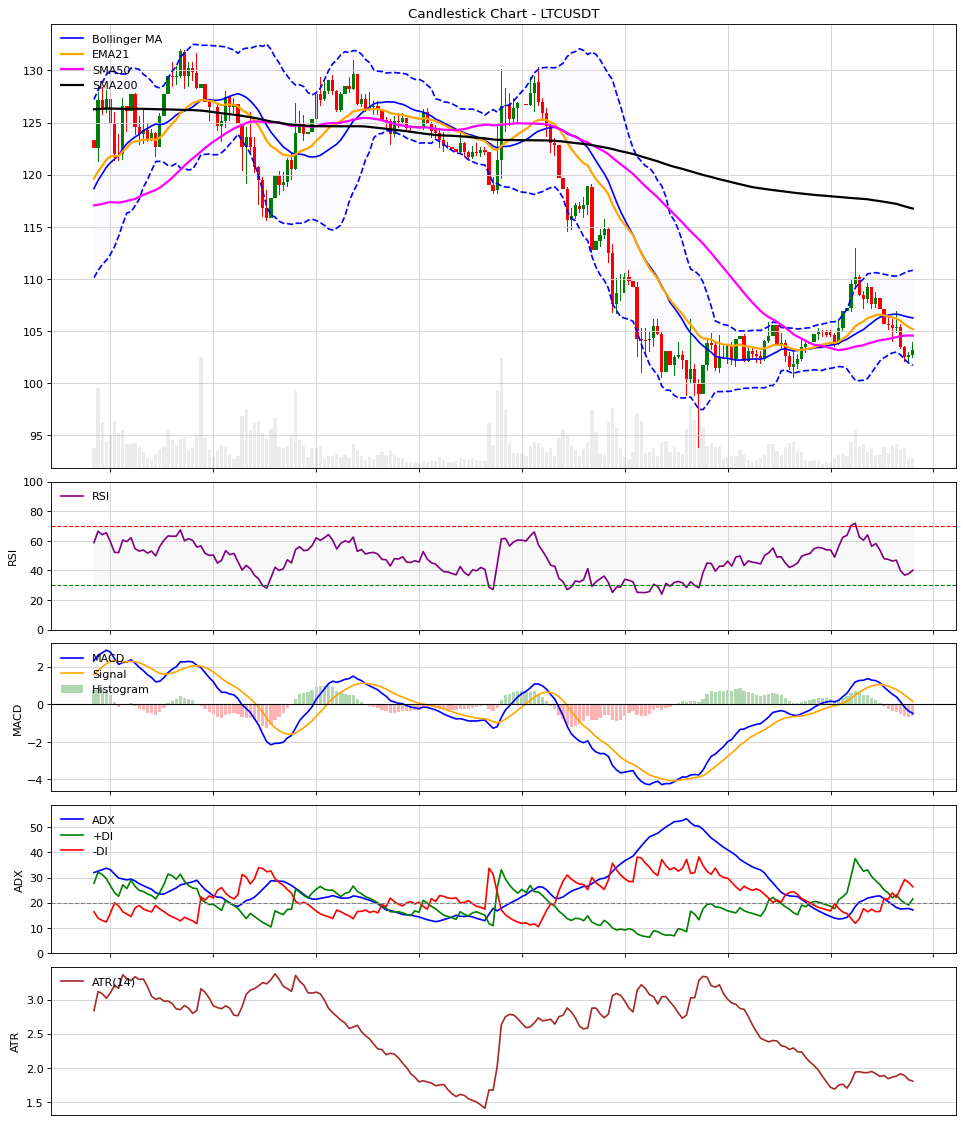 Candlestick Chart - LTCUSDT
Bollinger MA
EMA21
SMA50
SMA200
130
125
120
115
110
105
100
95
RSI
100
80
60
40
20
0
RSI
MACD
Signal
Histogram
2
0
−2
−4
MACD
ADX
+DI
-DI
50
40
30
20
10
0
ADX
ATR(14)
3.0
2.5
2.0
1.5
ATR